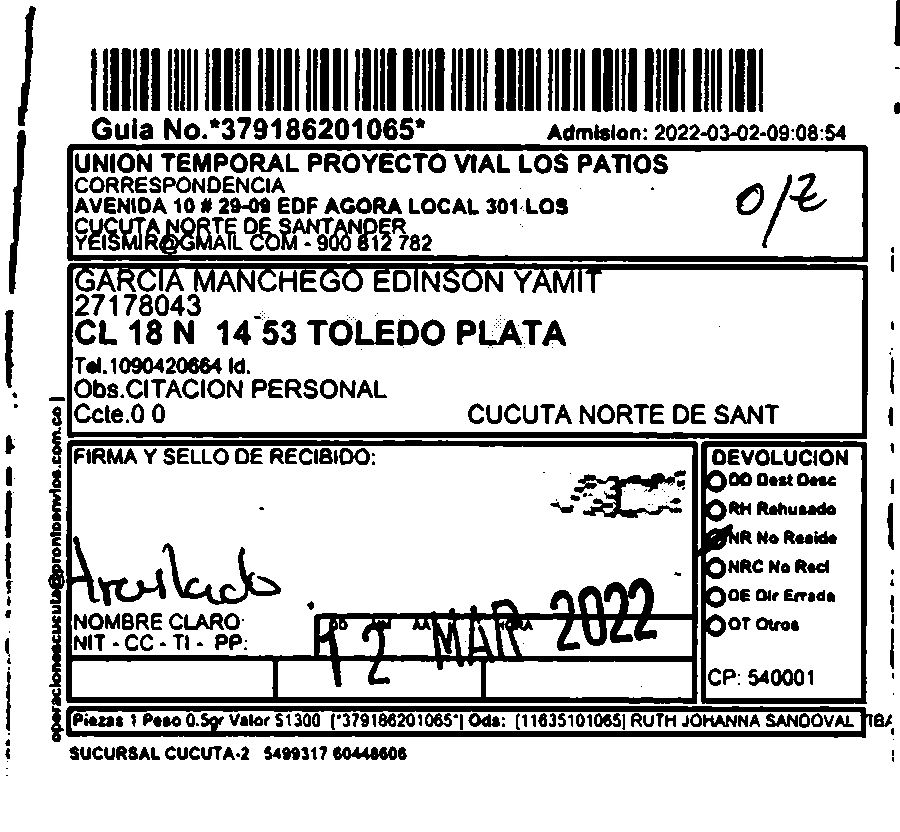 Guia No.*379186201065*
Admision: 2022-03-02-09:08:54
UNION TEMPORAL PROYECTO VIAL LOS PATIOS
CORRESPONDENCIA
AVENIDA 10 # 29-09 EDF AGORA LOCAL 301 LOS
CUCUTA NORTE DE SANTANDER
YEISMIR@GMAIL COM - 900 812 782
GARCIA MANCHEGO EDINSON YAMIT
27178043
CL 18 N 14 53 TOLEDO PLATA
Tel.1090420664 Id.
Obs.CITACION PERSONAL
Ccte.0 0
CUCUTA NORTE DE SANT
operacionescucuta@prontoenvios.com.co
FIRMA Y SELLO DE RECIBIDO:
NOMBRE CLARO
NIT - CC - TI - PP:
12 MAR 2022
DEVOLUCION
DD Dest Desc
RH Rehusado
NR No Reside
NRC No Recl
DE Dir Errada
OT Otros
CP: 540001
Piezas 1 Peso 0.5gr Valor $1300 [*379186201065*] Ods: [11635101065] RUTH JOHANNA SANDOVAL TIBA
SUCURSAL CUCUTA-2 5499317 60448606